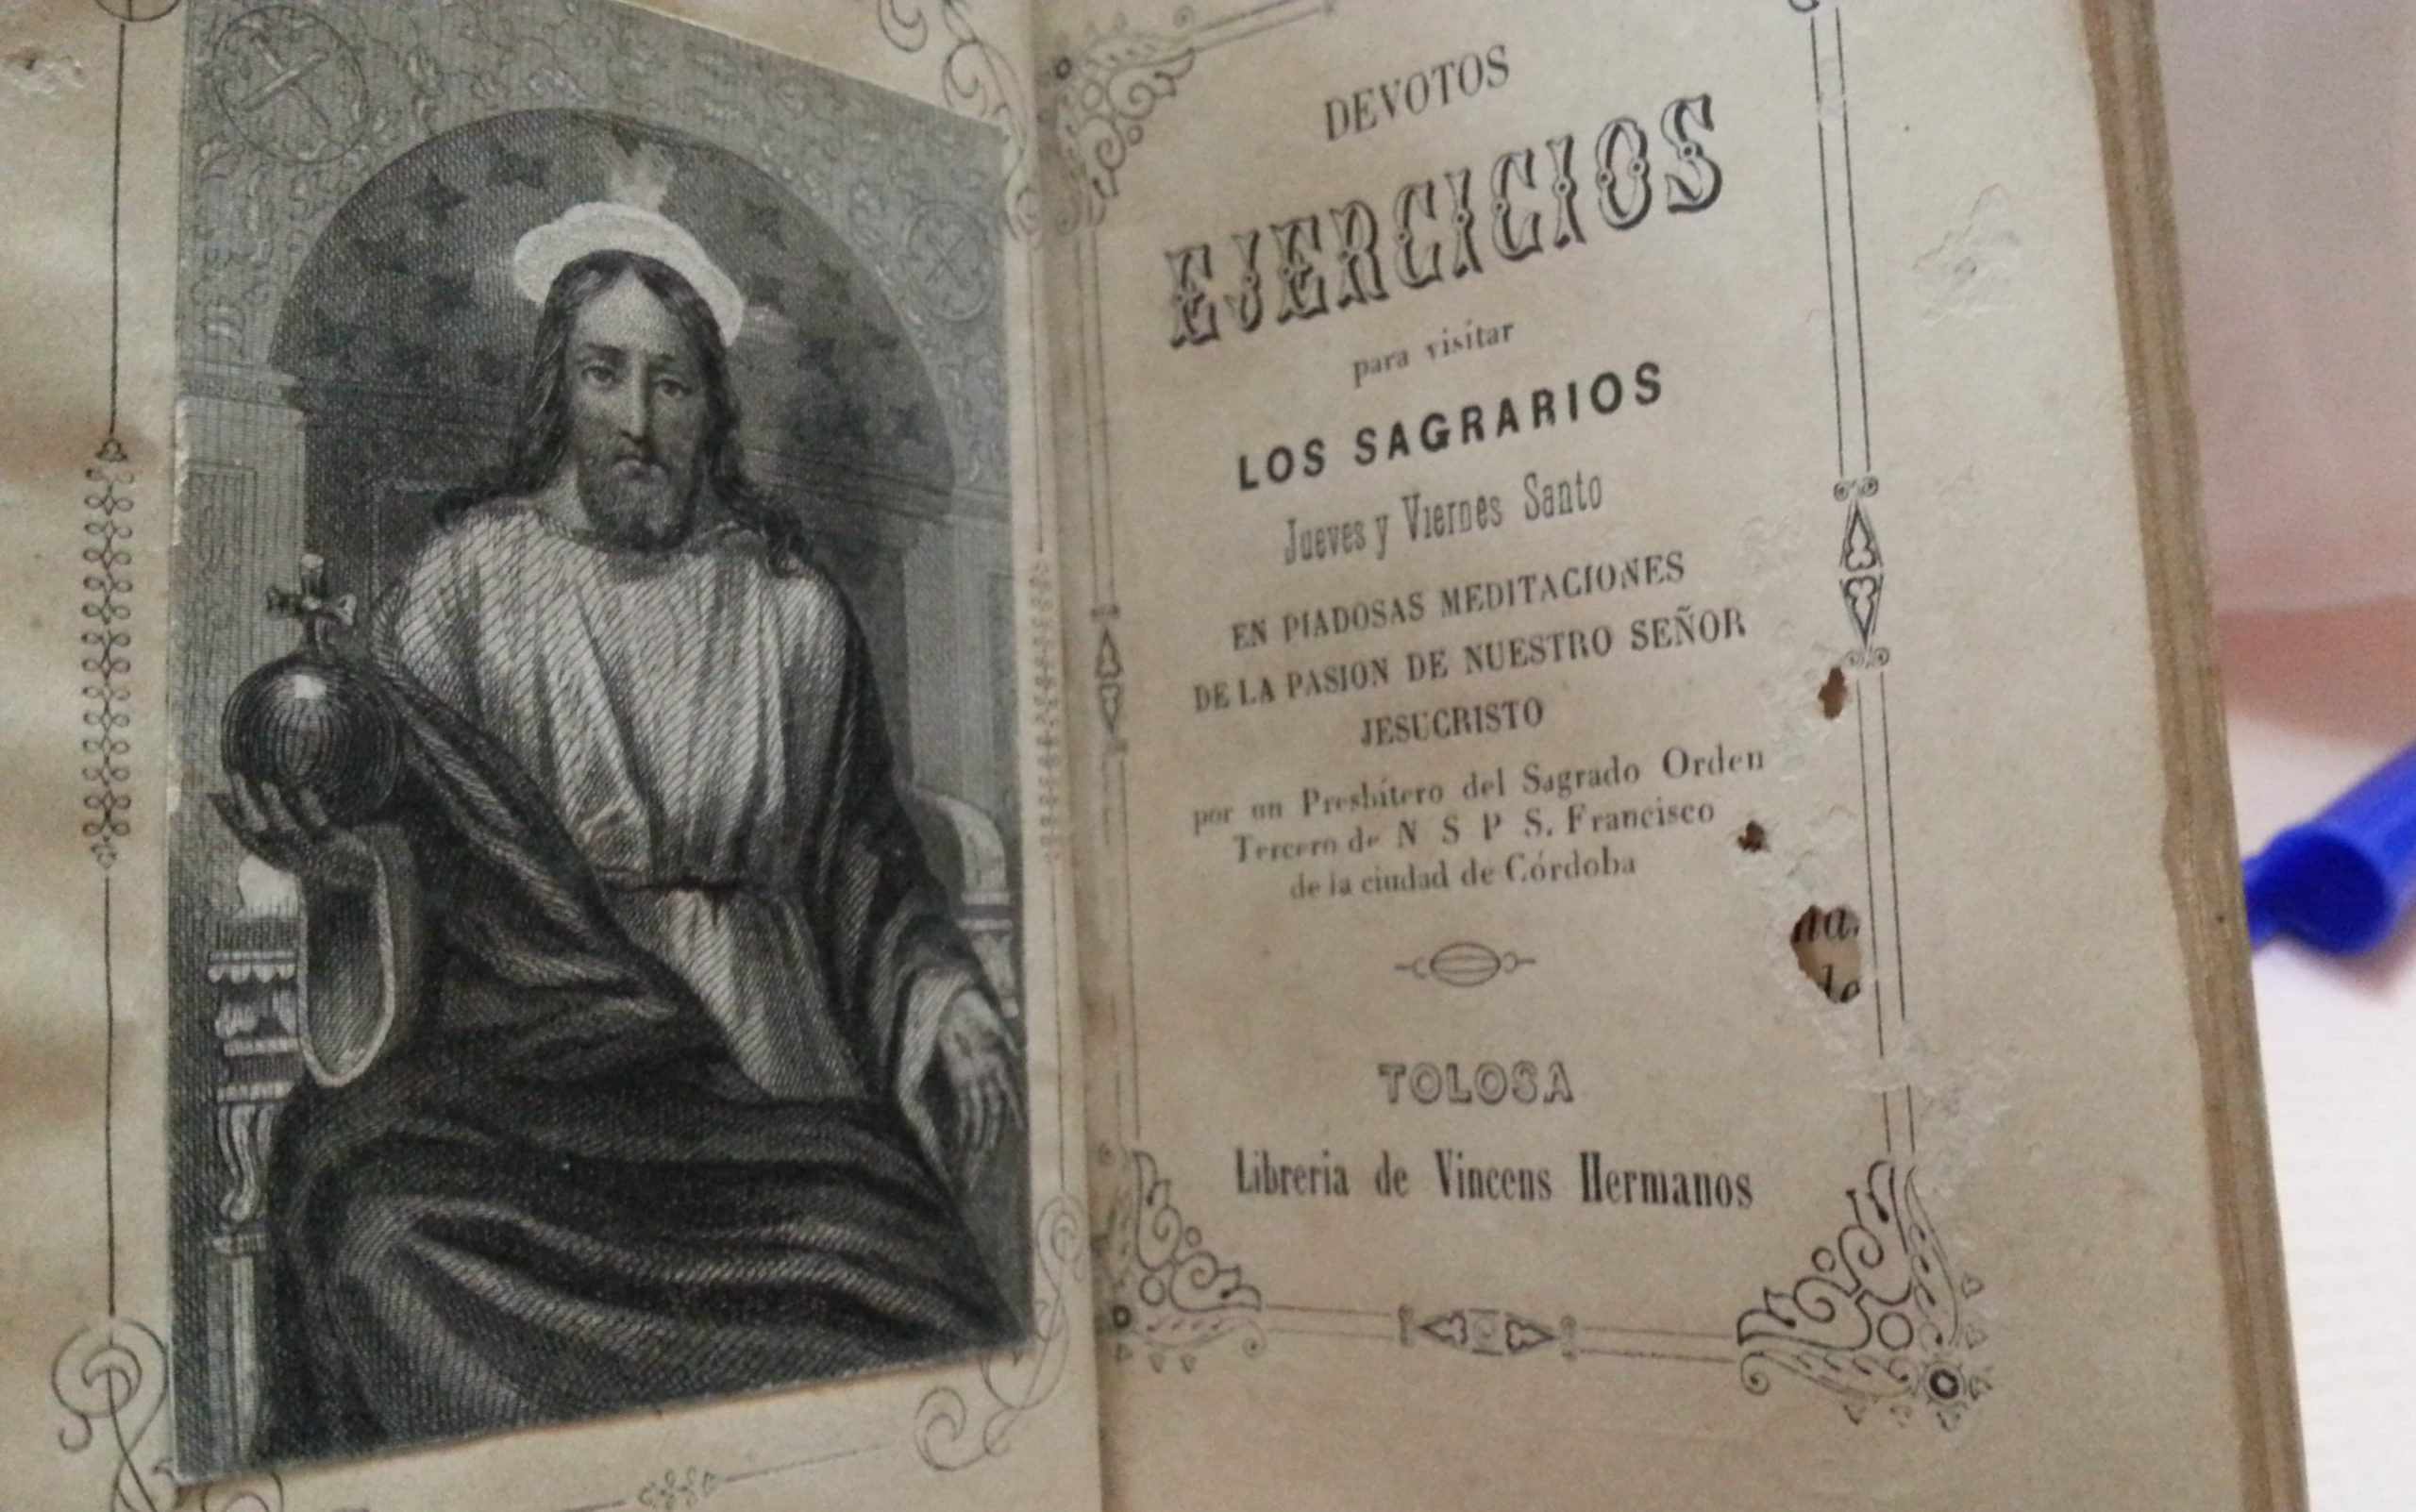 DEVOTOS
EJERCICIOS
para visitar
LOS SAGRARIOS
Jueves y Viernes Santo
EN PIADOSAS MEDITACIONES
DE LA PASION DE NUESTRO SEÑOR
JESUCRISTO
por un Presbítero del Sagrado Orden
Tercero de N S P S. Francisco
de la ciudad de Córdoba
na.
de
TOLOSA
Libreria de Vincens Hermanos